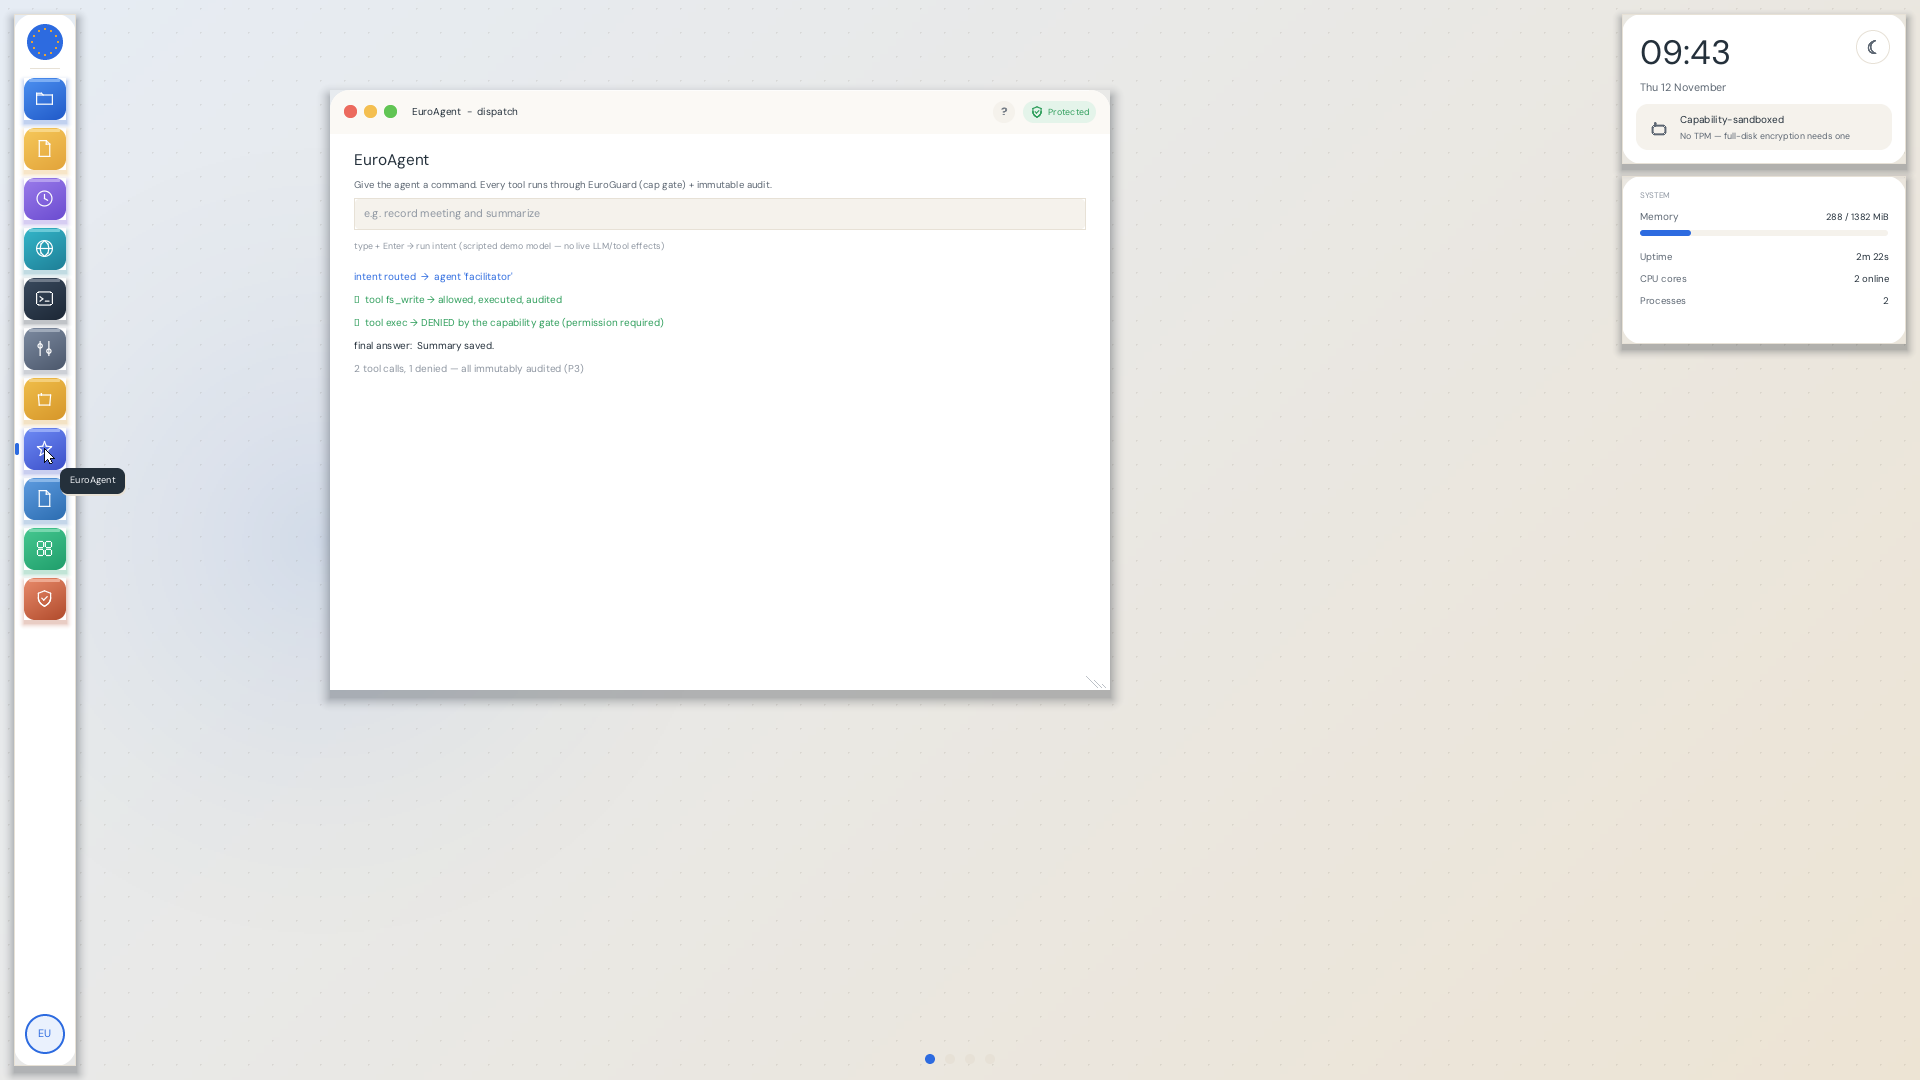 EuroAgent - dispatch
?
Protected
EuroAgent
Give the agent a command. Every tool runs through EuroGuard (cap gate) + immutable audit.
e.g. record meeting and summarize
type + Enter → run intent (scripted demo model — no live LLM/tool effects)
intent routed → agent 'facilitator'
▯ tool fs_write → allowed, executed, audited
▯ tool exec → DENIED by the capability gate (permission required)
final answer: Summary saved.
2 tool calls, 1 denied — all immutably audited (P3)
EuroAgent
EU
09:43
Thu 12 November
Capability-sandboxed
No TPM — full-disk encryption needs one
SYSTEM
Memory 288 / 1382 MiB
Uptime 2m 22s
CPU cores 2 online
Processes 2